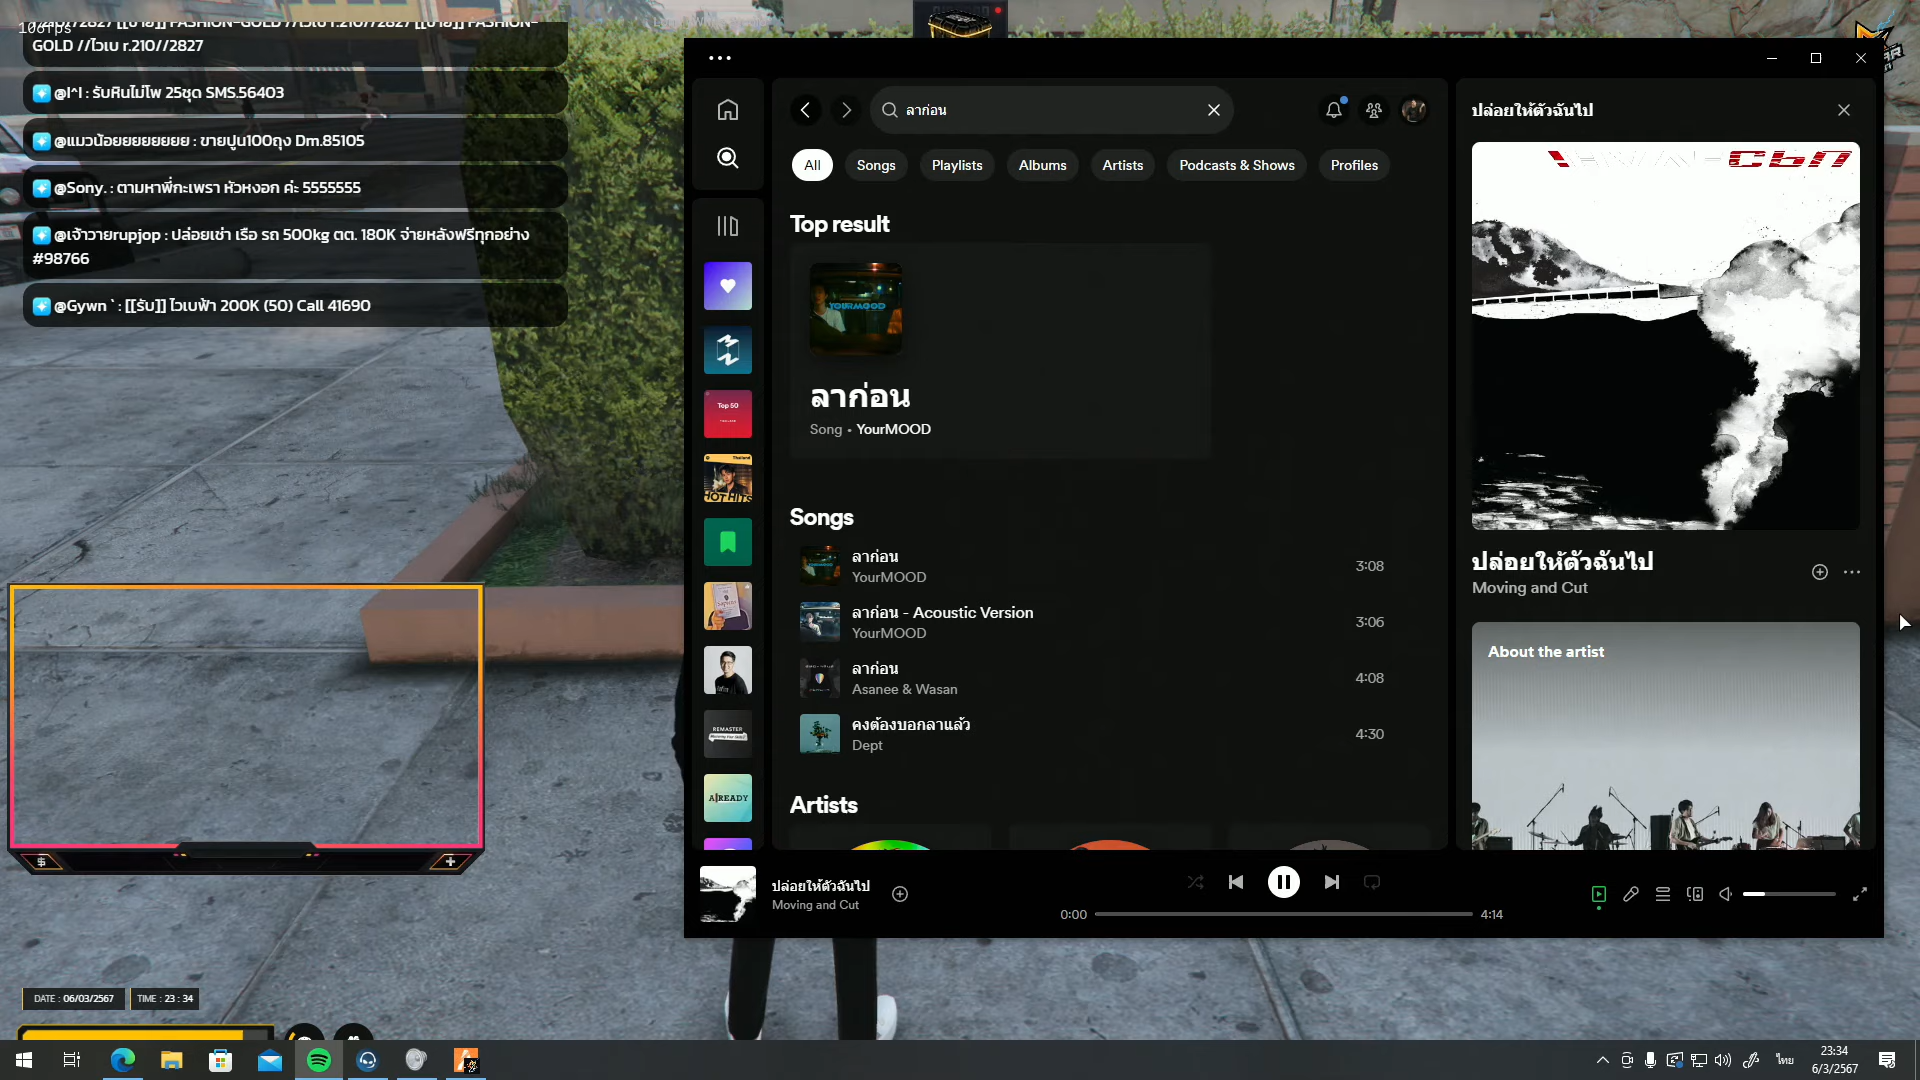 106fps
GOLD //ไวเบ r.210//2827
@I^I : รับหินไม่โพ 25ชุด SMS.56403
@แมวน้อยยยยยยยย : ขายปูน100ถุง Dm.85105
@Sony. : ตามหาพี่กะเพรา หัวหงอก ค่ะ 5555555
@เจ้าวายrupjop : ปล่อยเช่า เรือ รถ 500kg ตต. 180K จ่ายหลังฟรีทุกอย่าง
#98766
@Gywn ` : [[รับ]] ไวเบฟ้า 200K (50) Call 41690
DATE : 06/03/2567
TIME : 23 : 34
ลาก่อน
All
Songs
Playlists
Albums
Artists
Podcasts & Shows
Profiles
Top result
YOURMOOD
ลาก่อน
Song • YourMOOD
Songs
ลาก่อน
YourMOOD
3:08
ลาก่อน - Acoustic Version
YourMOOD
3:06
ลาก่อน
Asanee & Wasan
4:08
คงต้องบอกลาแล้ว
Dept
4:30
Artists
Top 50
HOT HITS
REMASTER
ปล่อยให้ตัวฉันไป
ปล่อยให้ตัวฉันไป
Moving and Cut
About the artist
ปล่อยให้ตัวฉันไป
Moving and Cut
0:00
4:14
ไทย
23:34
6/3/2567